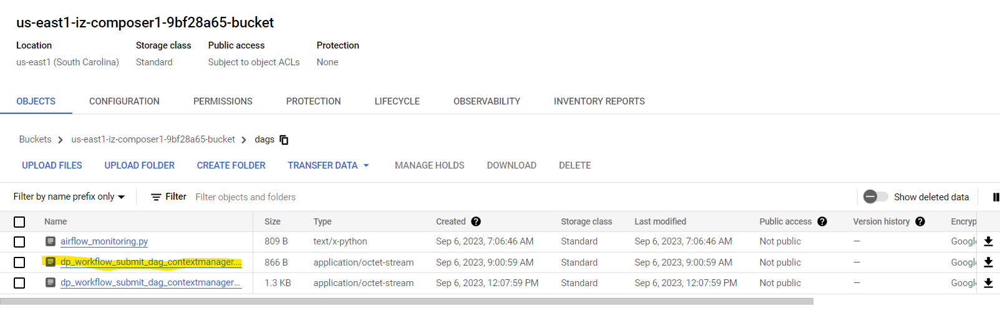 us-east1-iz-composer1-9bf28a65-bucket
Location Storage class Public access Protection
us-east1 (South Carolina) Standard Subject to object ACLs None
OBJECTS CONFIGURATION PERMISSIONS PROTECTION LIFECYCLE OBSERVABILITY INVENTORY REPORTS
Buckets > us-east1-iz-composer1-9bf28a65-bucket > dags
UPLOAD FILES UPLOAD FOLDER CREATE FOLDER TRANSFER DATA MANAGE HOLDS DOWNLOAD DELETE
Filter by name prefix only Filter Filter objects and folders Show deleted data
Name Size Type Created ? Storage class Last modified Public access ? Version history ? Encryp
airflow_monitoring.py 809 B text/x-python Sep 6, 2023, 7:06:46 AM Standard Sep 6, 2023, 7:06:46 AM Not public — Googl
dp_workflow_submit_dag_contextmanager.... 866 B application/octet-stream Sep 6, 2023, 9:00:59 AM Standard Sep 6, 2023, 9:00:59 AM Not public — Googl
dp_workflow_submit_dag_contextmanager... 1.3 KB application/octet-stream Sep 6, 2023, 12:07:59 PM Standard Sep 6, 2023, 12:07:59 PM Not public — Googl